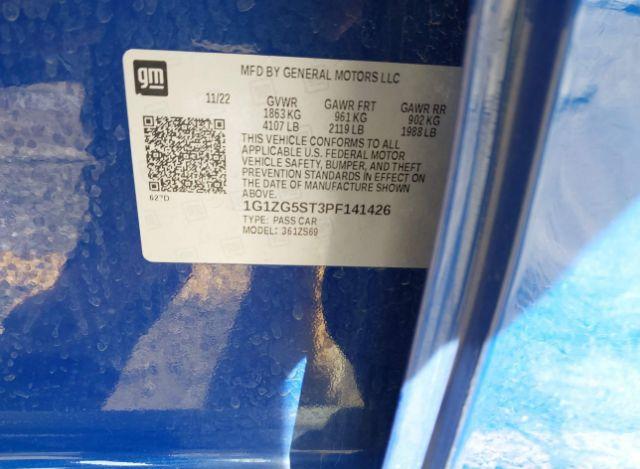 gm
MFD BY GENERAL MOTORS LLC
11/22 GVWR GAWR FRT GAWR RR
1863 KG 961 KG 902 KG
4107 LB 2119 LB 1988 LB
THIS VEHICLE CONFORMS TO ALL
APPLICABLE U.S. FEDERAL MOTOR
VEHICLE SAFETY, BUMPER, AND THEFT
PREVENTION STANDARDS IN EFFECT ON
THE DATE OF MANUFACTURE SHOWN
ABOVE.
627D
1G1ZG5ST3PF141426
TYPE: PASS CAR
MODEL: 361ZS69